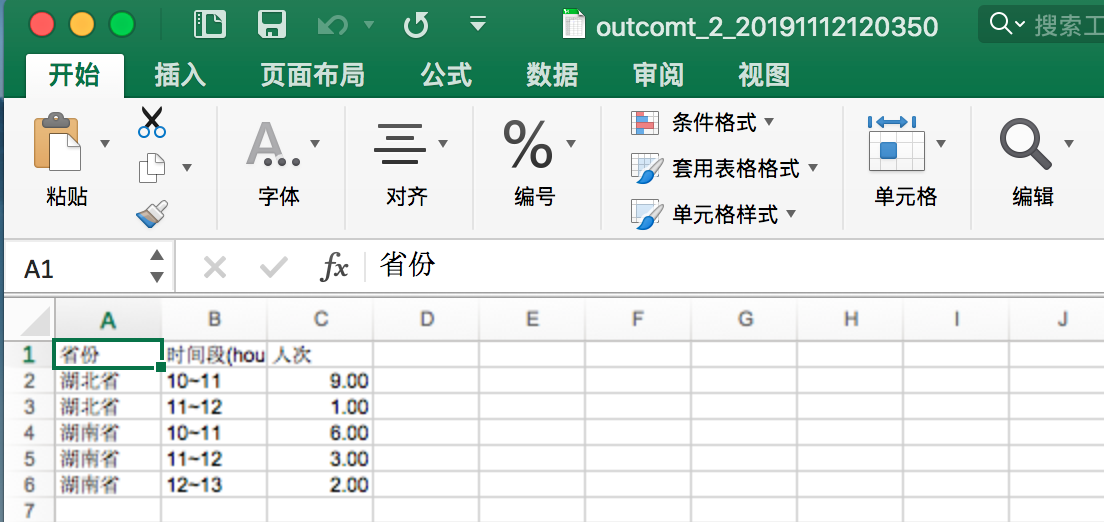 outcomt_2_20191112120350
搜索工
开始 插入 页面布局 公式 数据 审阅 视图
粘贴 字体 对齐 % 编号 条件格式 套用表格格式 单元格样式 单元格 编辑
A1 fx 省份
A B C D E F G H I J
1 省份 时间段(hou 人次
2 湖北省 10~11 9.00
3 湖北省 11~12 1.00
4 湖南省 10~11 6.00
5 湖南省 11~12 3.00
6 湖南省 12~13 2.00
7